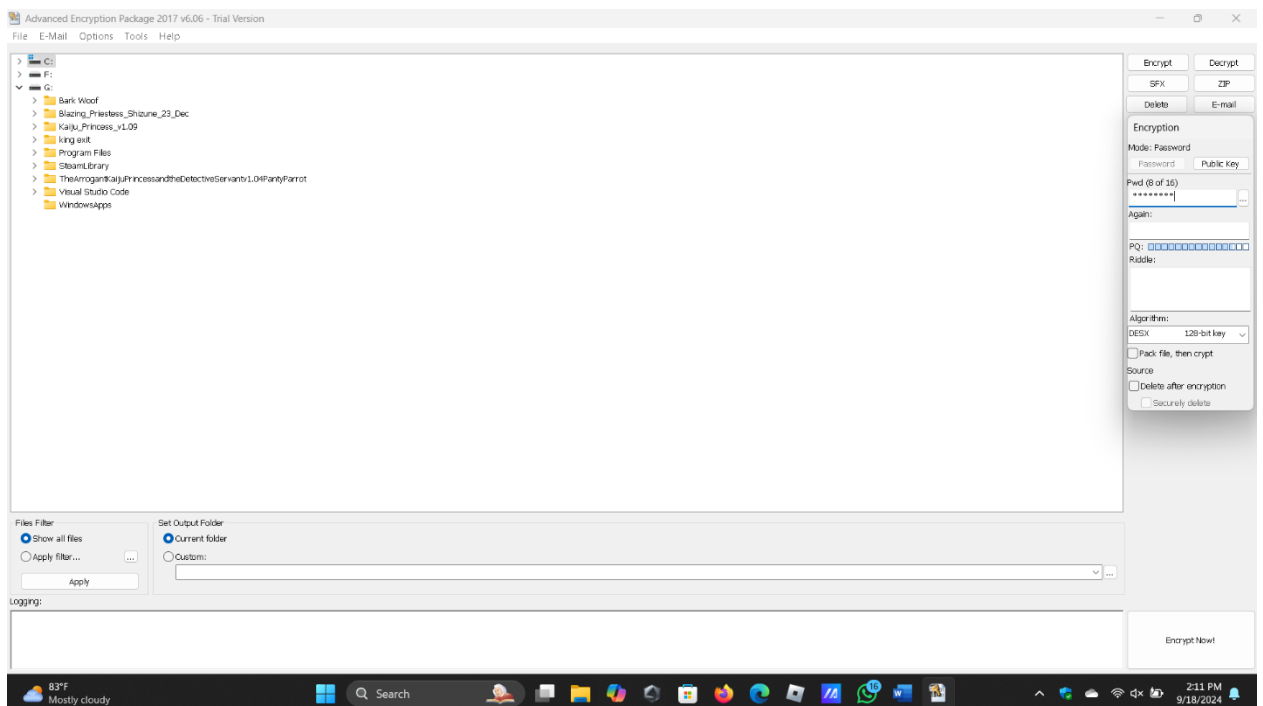 Advanced Encryption Package 2017 v6.06 - Trial Version
File E-Mail Options Tools Help
C:
F:
G:
Bark Woof
Blazing_Priestess_Shizune_23_Dec
Kaiju_Princess_v1.09
king exit
Program Files
SteamLibrary
TheArrogantKaijuPrincessandtheDetectiveServantv1.04PantyParrot
Visual Studio Code
WindowsApps
Encrypt Decrypt
SFX ZIP
Delete E-mail
Encryption
Mode: Password
Password Public Key
Pwd (8 of 16)
********
...
Again:
PQ:
Riddle:
Algorithm:
DESX 128-bit key
Pack file, then crypt
Source
Delete after encryption
Securely delete
Files Filter
Show all files
Apply filter... ...
Apply
Set Output Folder
Current folder
Custom:
...
Logging:
Encrypt Now!
83°F
Mostly cloudy
Search
16
2:11 PM
9/18/2024